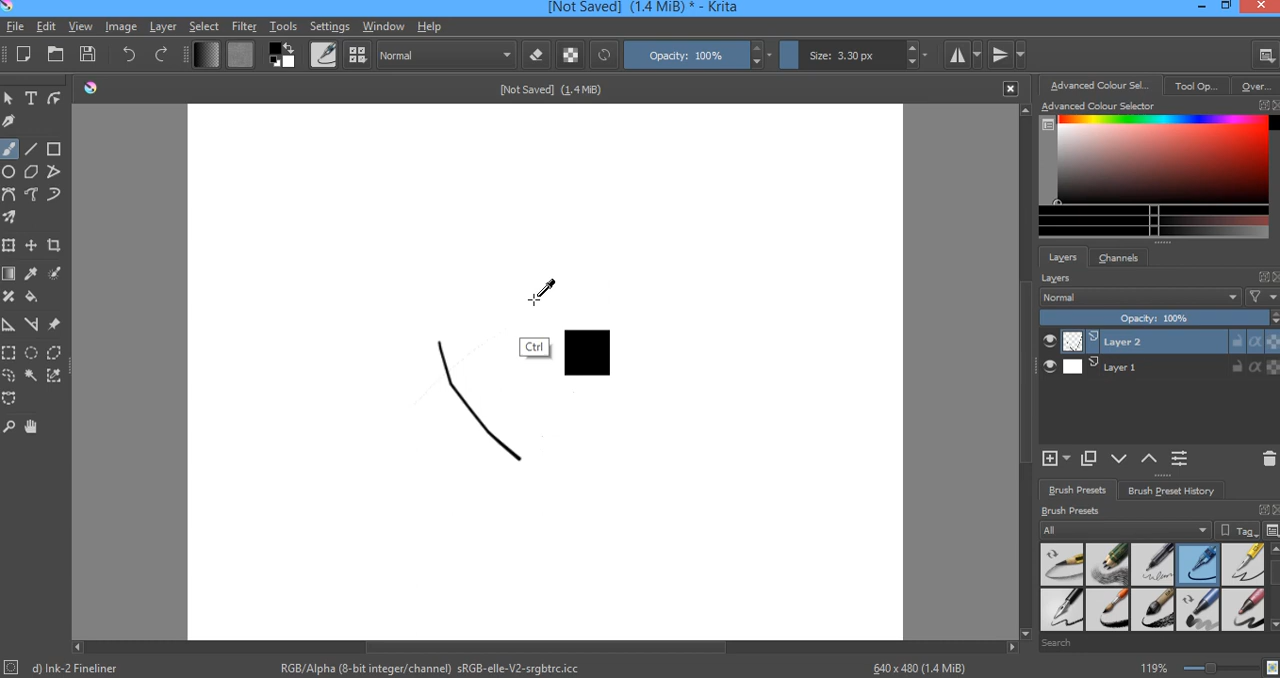 [Not Saved] (1.4 MiB) * - Krita
File Edit View Image Layer Select Filter Tools Settings Window Help
Normal Opacity: 100% Size: 3.30 px
[Not Saved] (1.4 MiB)
Advanced Colour Sel... Tool Op... Over...
Advanced Colour Selector
Layers Channels
Layers
Normal
Opacity: 100%
Layer 2
Layer 1
Ctrl
Brush Presets Brush Preset History
Brush Presets
All Tag
Search
d) Ink-2 Fineliner RGB/Alpha (8-bit integer/channel) sRGB-elle-V2-srgbtrc.icc 640 x 480 (1.4 MiB) 119%